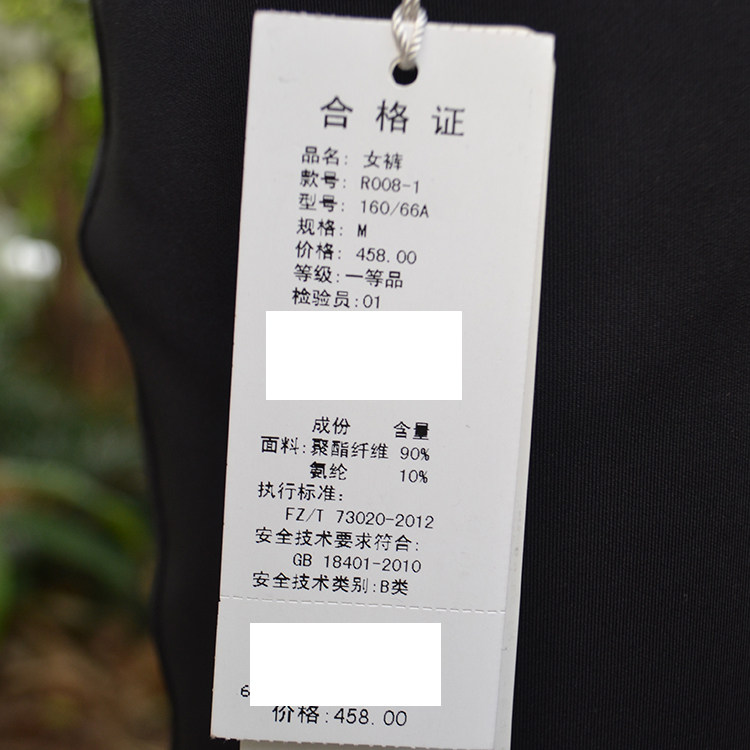 合格证
品名: 女裤
款号: R008-1
型号: 160/66A
规格: M
价格: 458.00
等级:一等品
检验员:01
成份 含量
面料:聚酯纤维 90%
氨纶 10%
执行标准:
FZ/T 73020-2012
安全技术要求符合:
GB 18401-2010
安全技术类别:B类
6
价格:458.00